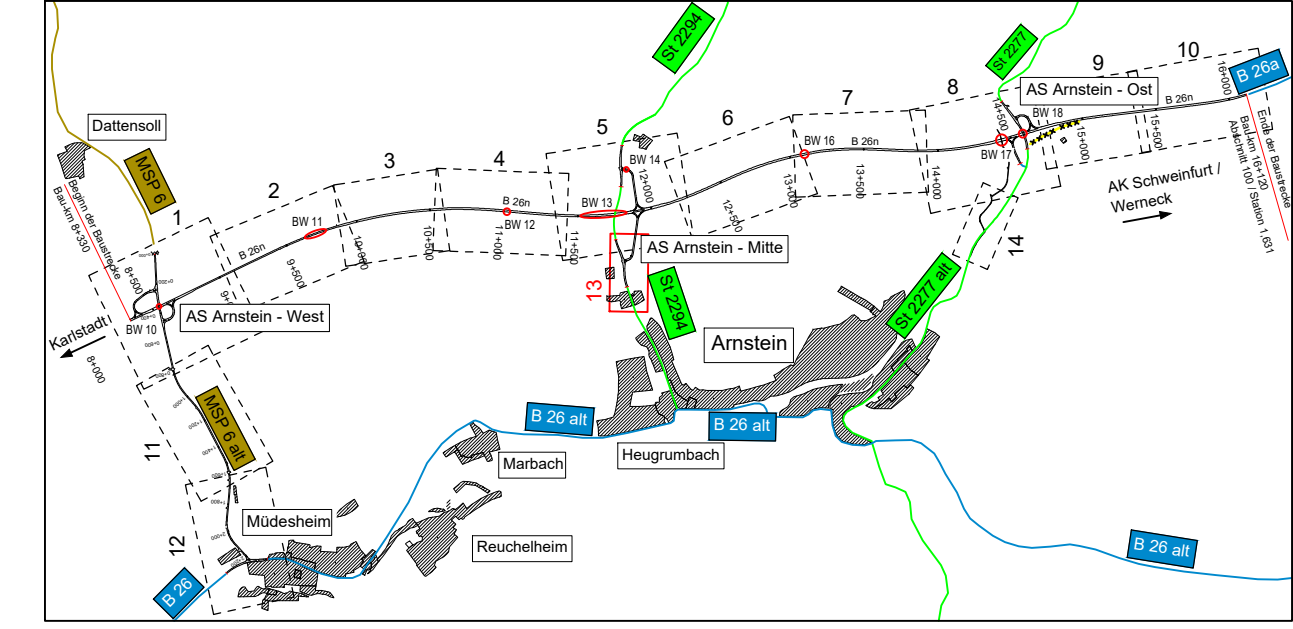 St 2294
St 2277
10
9
8
7
6
5
4
3
2
1
Dattensoll
MSP 6
Beginn der Baustrecke
Bau-km 8+330
AS Arnstein - Ost
B 26a
16+000
B 26n
BW 18
BW 17
14+500
15+000
15+500
Ende der Baustrecke
Bau-km 16+120
Abschnitt 100 / Station 1.631
AK Schweinfurt /
Werneck
BW 16
B 26n
13+000
13+500
14+000
BW 14
12+000
12+500
BW 13
B 26n
BW 12
BW 11
B 26n
8+500
9+500
10+000
10+500
11+000
11+500
AS Arnstein - Mitte
13
14
St 2294
St 2277 alt
AS Arnstein - West
BW 10
Karlstadt
8+000
Arnstein
MSP 6 alt
11
B 26 alt
B 26 alt
Heugrumbach
Marbach
Müdesheim
Reuchelheim
12
B 26
B 26 alt